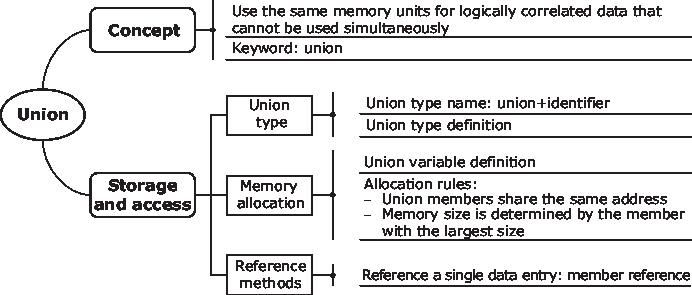 Union
Concept
Use the same memory units for logically correlated data that
cannot be used simultaneously
Keyword: union
Storage
and access
Union
type
Union type name: union+identifier
Union type definition
Memory
allocation
Union variable definition
Allocation rules:
– Union members share the same address
– Memory size is determined by the member
with the largest size
Reference
methods
Reference a single data entry: member reference